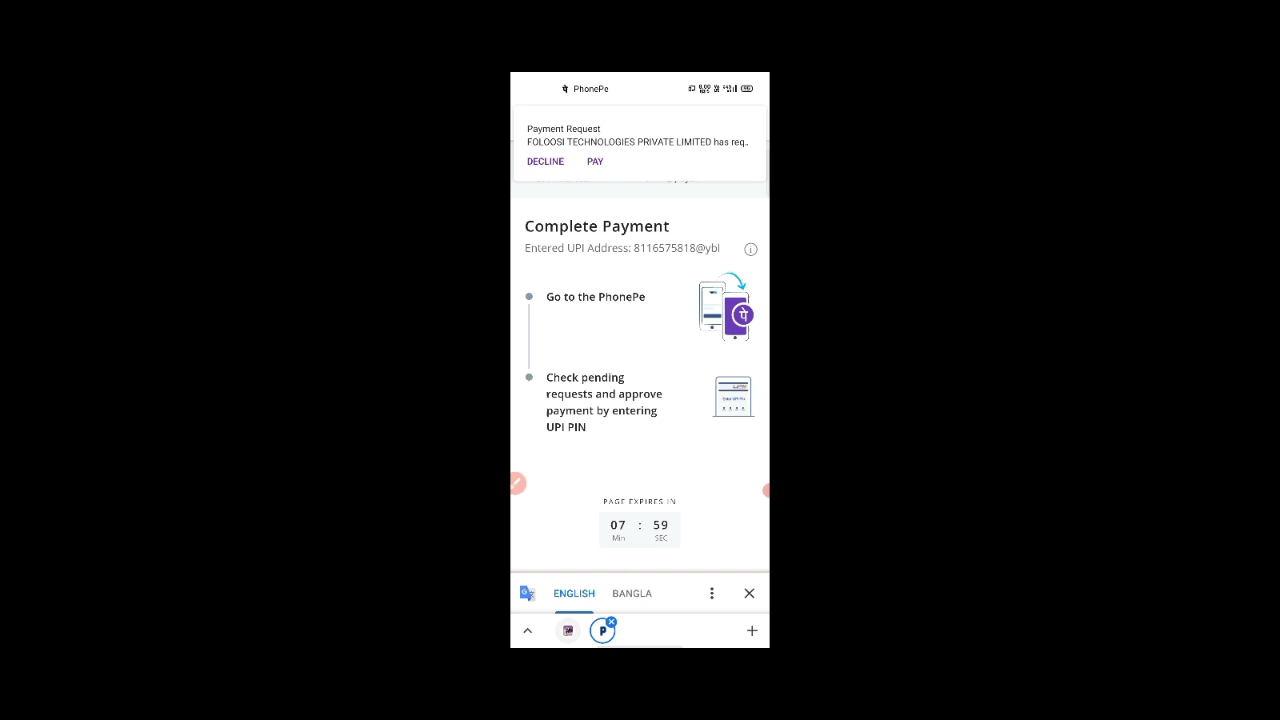 PhonePe
Payment Request
FOLOOSI TECHNOLOGIES PRIVATE LIMITED has req..
DECLINE PAY
Complete Payment
Entered UPI Address: 8116575818@ybl
Go to the PhonePe
पे
Check pending
requests and approve
payment by entering
UPI PIN
PAGE EXPIRES IN
07 : 59
Min SEC
ENGLISH BANGLA
P